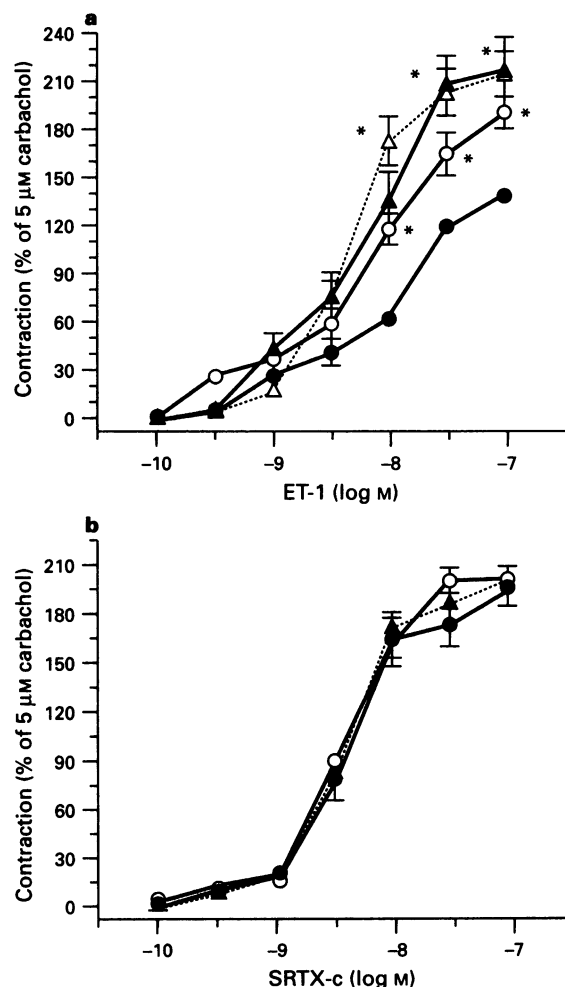 a
240
210
180
150
120
90
60
30
0
Contraction (% of 5 µM carbachol)
* * * * * *
–10 –9 –8 –7
ET-1 (log M)
b
210
180
150
120
90
60
30
0
Contraction (% of 5 µM carbachol)
–10 –9 –8 –7
SRTX-c (log M)